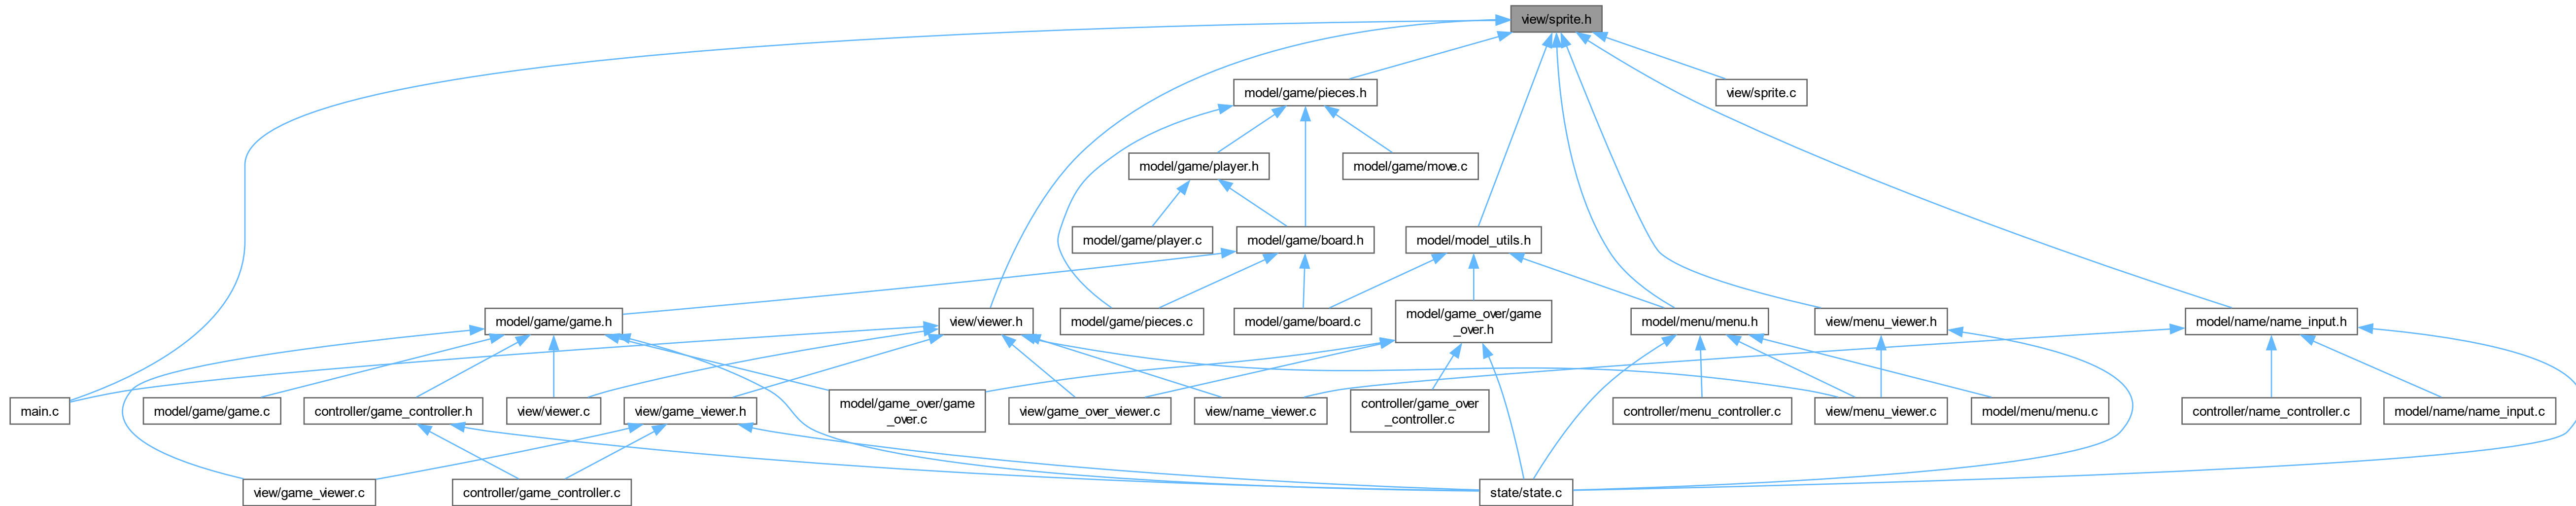 view/sprite.h
model/game/pieces.h
view/sprite.c
model/game/player.h
model/game/move.c
model/game/player.c
model/game/board.h
model/model_utils.h
model/game/game.h
view/viewer.h
model/game/pieces.c
model/game/board.c
model/game_over/game
_over.h
model/menu/menu.h
view/menu_viewer.h
model/name/name_input.h
main.c
model/game/game.c
controller/game_controller.h
view/viewer.c
view/game_viewer.h
model/game_over/game
_over.c
view/game_over_viewer.c
view/name_viewer.c
controller/game_over
_controller.c
controller/menu_controller.c
view/menu_viewer.c
model/menu/menu.c
controller/name_controller.c
model/name/name_input.c
view/game_viewer.c
controller/game_controller.c
state/state.c